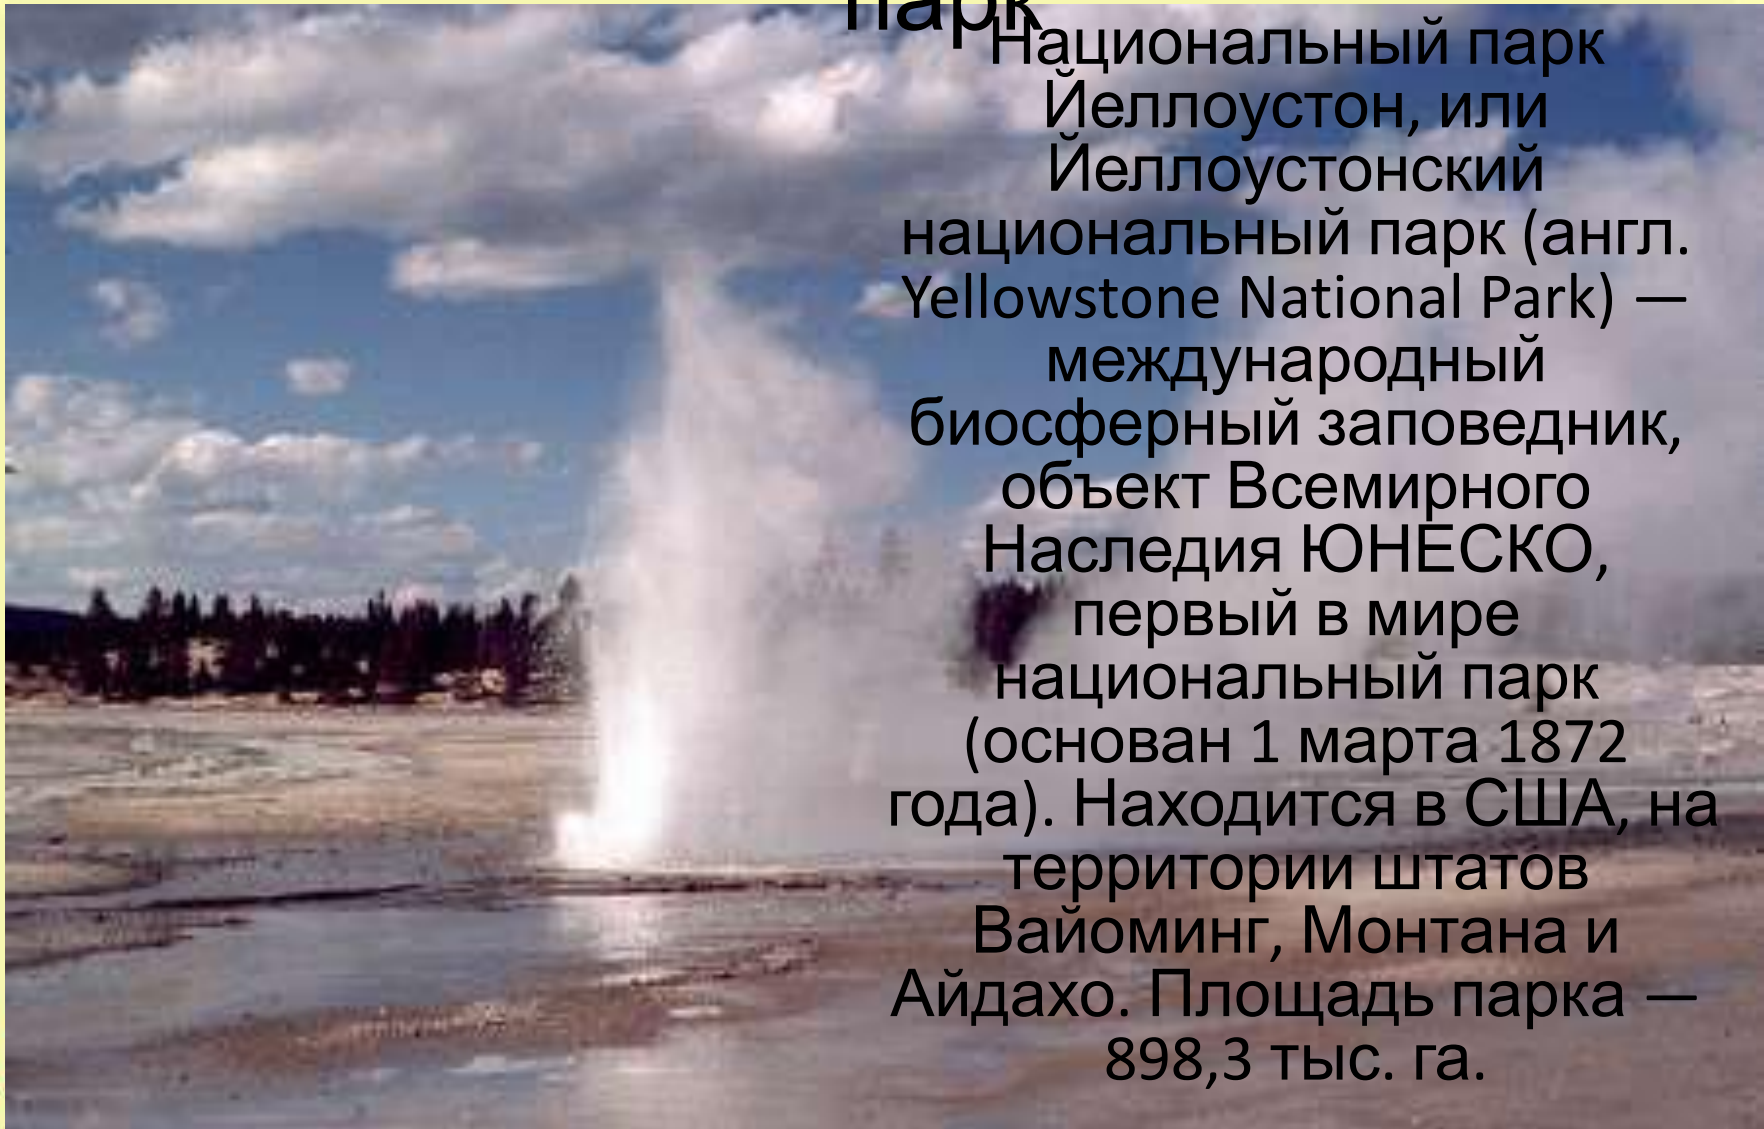 парк
Национальный парк
Йеллоустон, или
Йеллоустонский
национальный парк (англ.
Yellowstone National Park) —
международный
биосферный заповедник,
объект Всемирного
Наследия ЮНЕСКО,
первый в мире
национальный парк
(основан 1 марта 1872
года). Находится в США, на
территории штатов
Вайоминг, Монтана и
Айдахо. Площадь парка —
898,3 тыс. га.